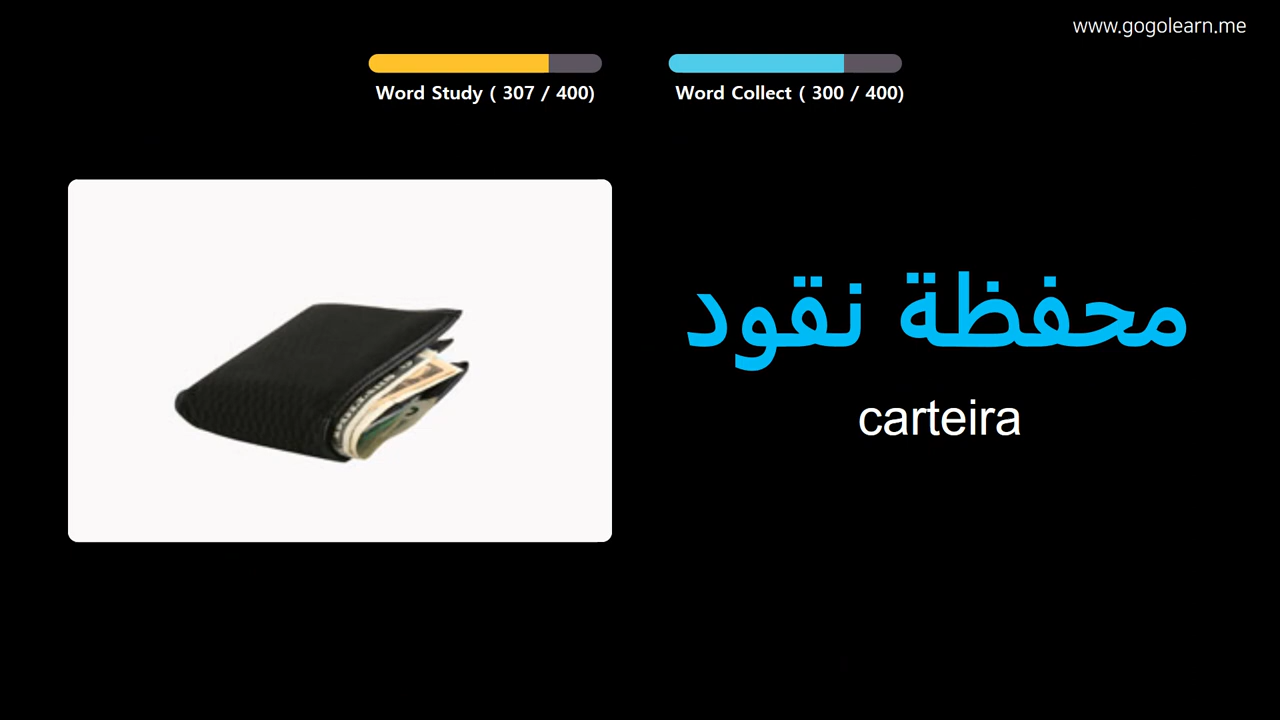 www.gogolearn.me
Word Study ( 307 / 400)
Word Collect ( 300 / 400)
محفظة نقود
carteira